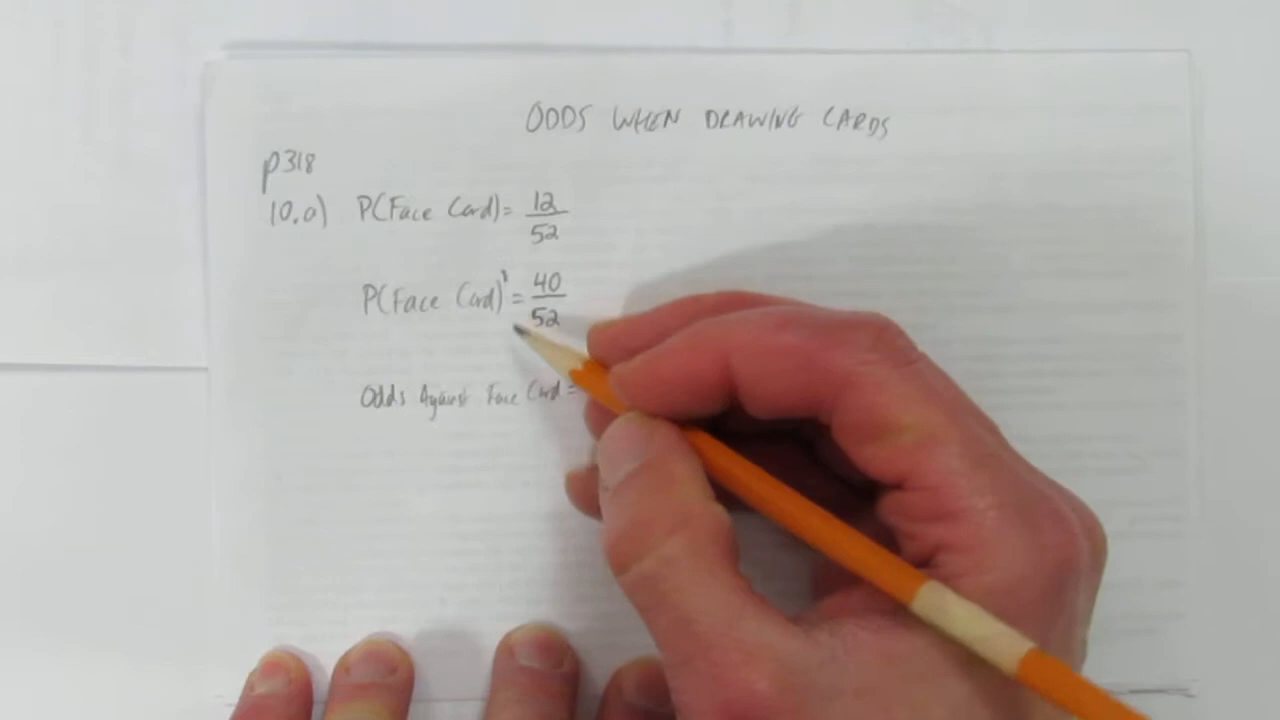 ODDS WHEN DRAWING CARDS
p318
10.a) P(Face Card)= 12/52
P(Face Card)' = 40/52
Odds Against Face Card =